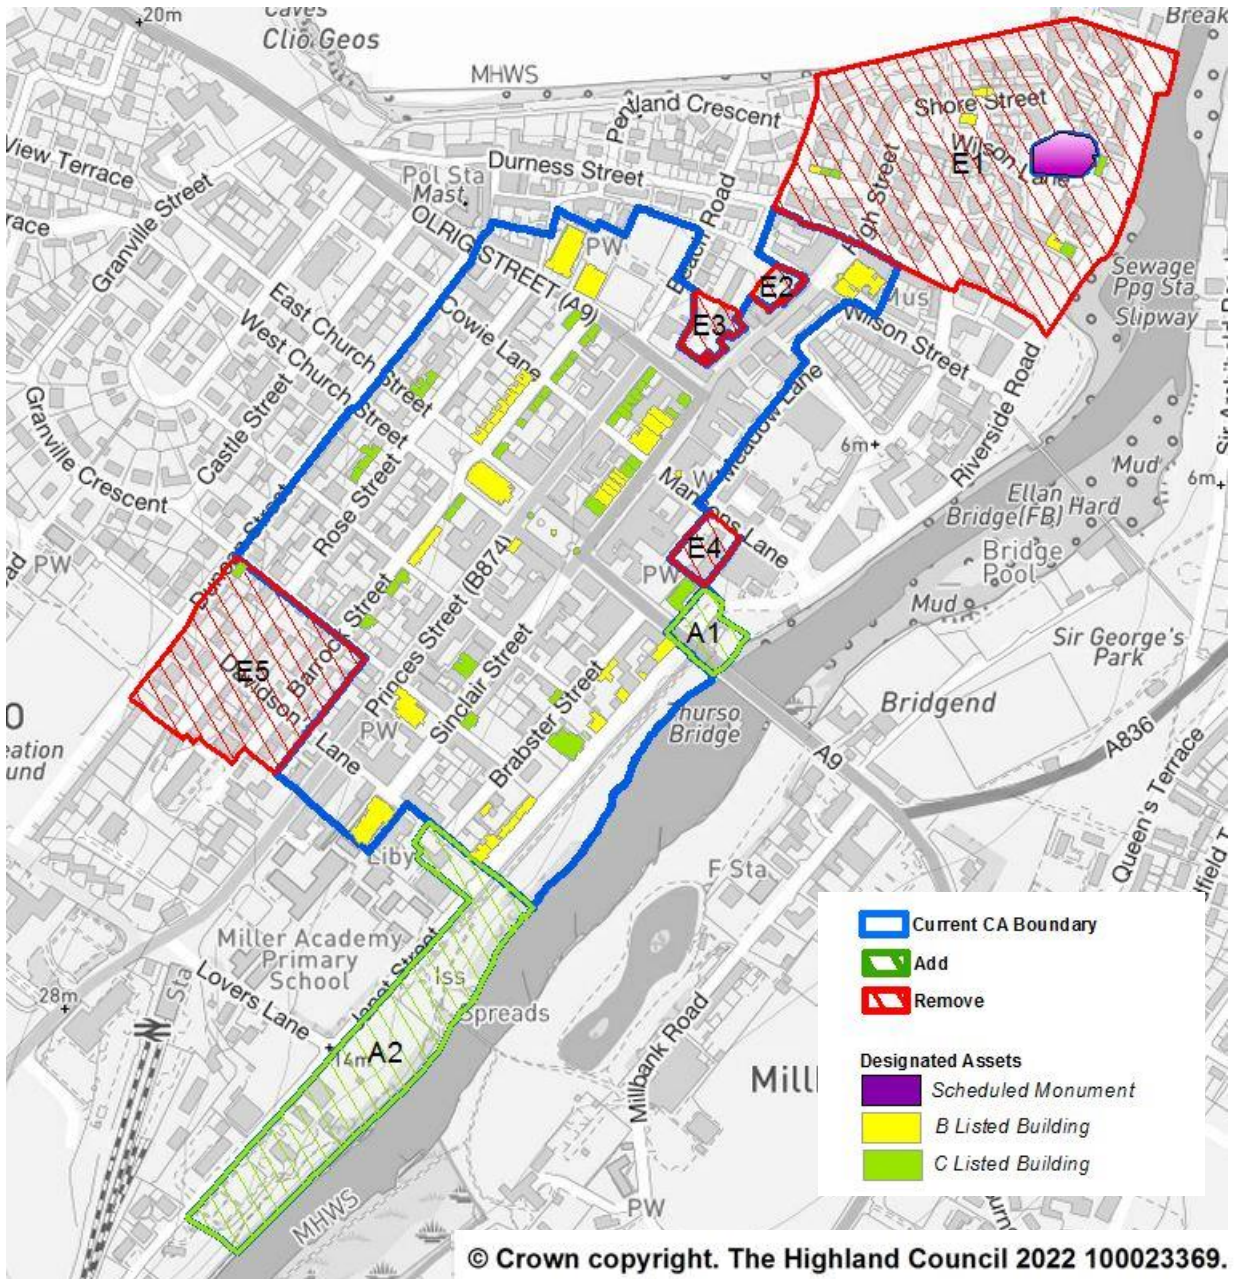 Caves
Clio Geos
20m
MHWS
Break
Shore Street
Pentland Crescent
Wilson Lane
E1
View Terrace
Durness Street
Pol Sta
Mast
High Street
Granville Street
OLRIG STREET (A9)
PW
Beach Road
E2
Mus
Sewage
Ppg Sta
Slipway
East Church Street
West Church Street
Cowie Lane
E3
Wilson Street
Castle Street
Granville Crescent
Meadow Lane
Riverside Road
6m
Mud
6m
Rose Street
Mansons Lane
Ellan
Bridge(FB)
Hard
Duncan Street
PW
E4
Bridge
Pool
PW
Mud
Barrock Street
Princes Street (B874)
A1
Sir George's
Park
E5
Davidson's Lane
Sinclair Street
Brabster Street
PW
Thurso
Bridge
Bridgend
A9
A836
Queen's Terrace
Liby
F Sta
Miller Academy
Primary
School
Janet Street
Iss
Spreads
Lovers Lane
Sta
28m
14m
A2
Millbank Road
Mill
MHWS
PW
Current CA Boundary
Add
Remove
Designated Assets
Scheduled Monument
B Listed Building
C Listed Building
© Crown copyright. The Highland Council 2022 100023369.